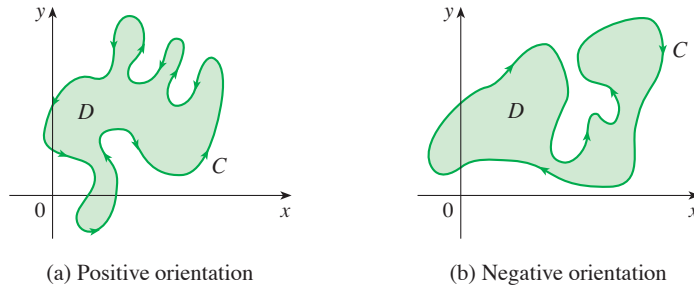 y
D
C
0
x
(a) Positive orientation
y
C
D
0
x
(b) Negative orientation